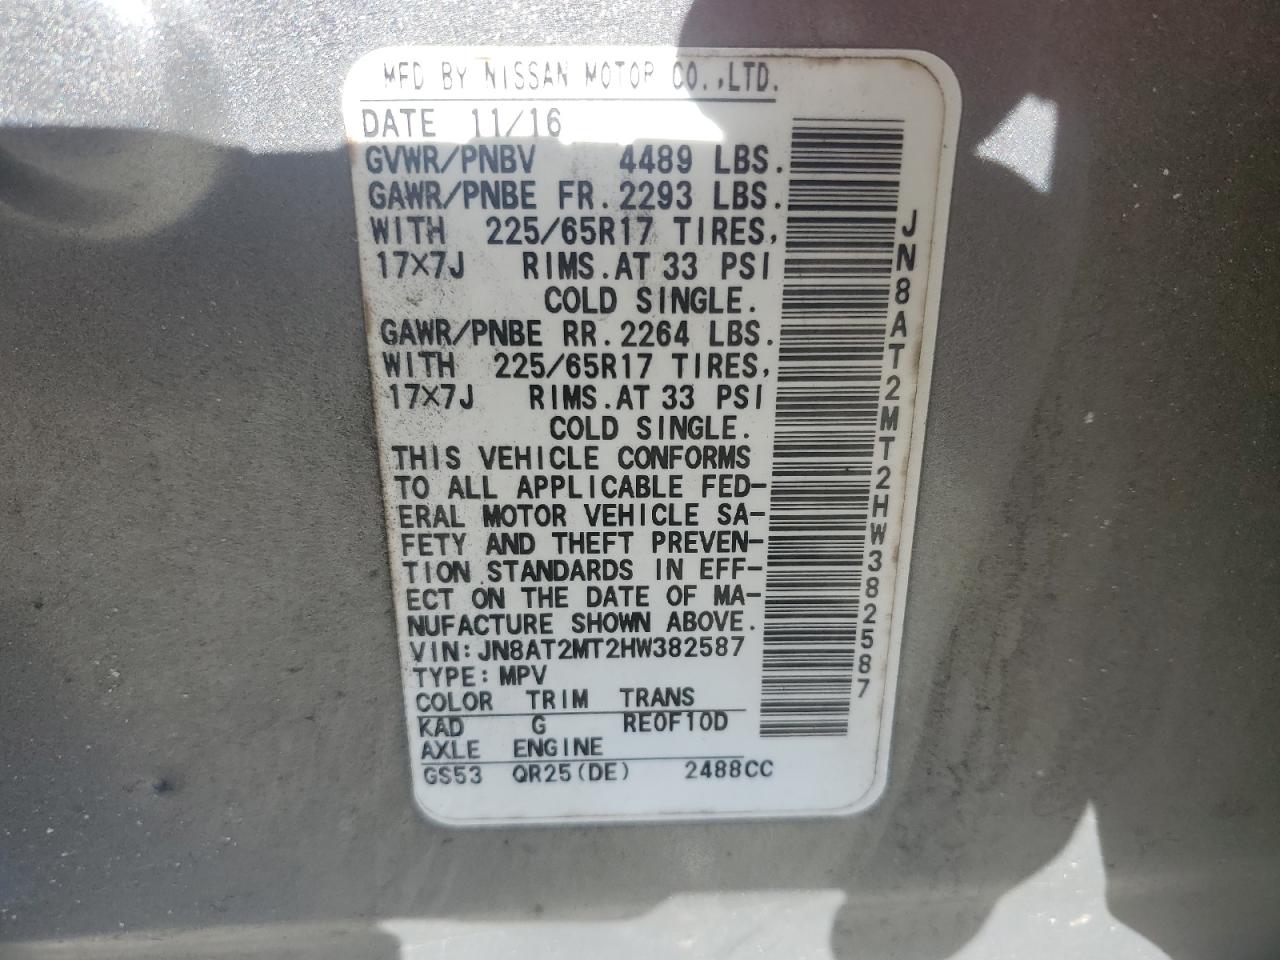 MFD BY NISSAN MOTOR CO.,LTD.
DATE 11/16
GVWR/PNBV 4489 LBS.
GAWR/PNBE FR. 2293 LBS.
WITH 225/65R17 TIRES,
17X7J RIMS.AT 33 PSI
COLD SINGLE.
GAWR/PNBE RR. 2264 LBS.
WITH 225/65R17 TIRES,
17X7J RIMS.AT 33 PSI
COLD SINGLE.
THIS VEHICLE CONFORMS
TO ALL APPLICABLE FED-
ERAL MOTOR VEHICLE SA-
FETY AND THEFT PREVEN-
TION STANDARDS IN EFF-
ECT ON THE DATE OF MA-
NUFACTURE SHOWN ABOVE.
VIN:JN8AT2MT2HW382587
TYPE:MPV
COLOR TRIM TRANS
KAD G RE0F10D
AXLE ENGINE
GS53 QR25(DE) 2488CC
JN8AT2MT2HW382587